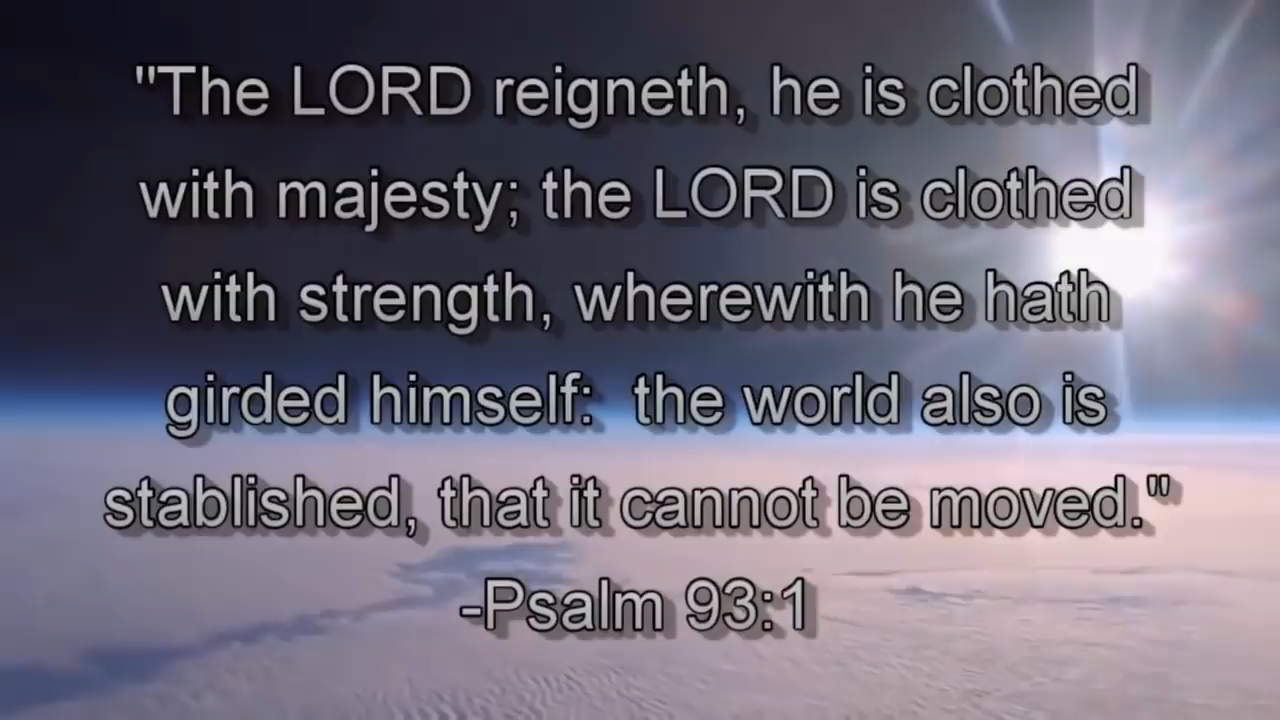 "The LORD reigneth, he is clothed
with majesty; the LORD is clothed
with strength, wherewith he hath
girded himself:  the world also is
stablished, that it cannot be moved."
-Psalm 93:1